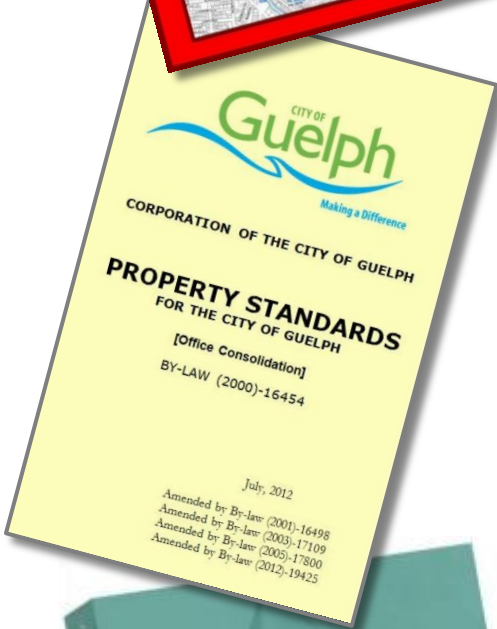 CITY OF
Guelph
Making a Difference
CORPORATION OF THE CITY OF GUELPH
PROPERTY STANDARDS
FOR THE CITY OF GUELPH
[Office Consolidation]
BY-LAW (2000)-16454
July, 2012
Amended by By-law (2001)-16498
Amended by By-law (2003)-17109
Amended by By-law (2005)-17800
Amended by By-law (2012)-19425